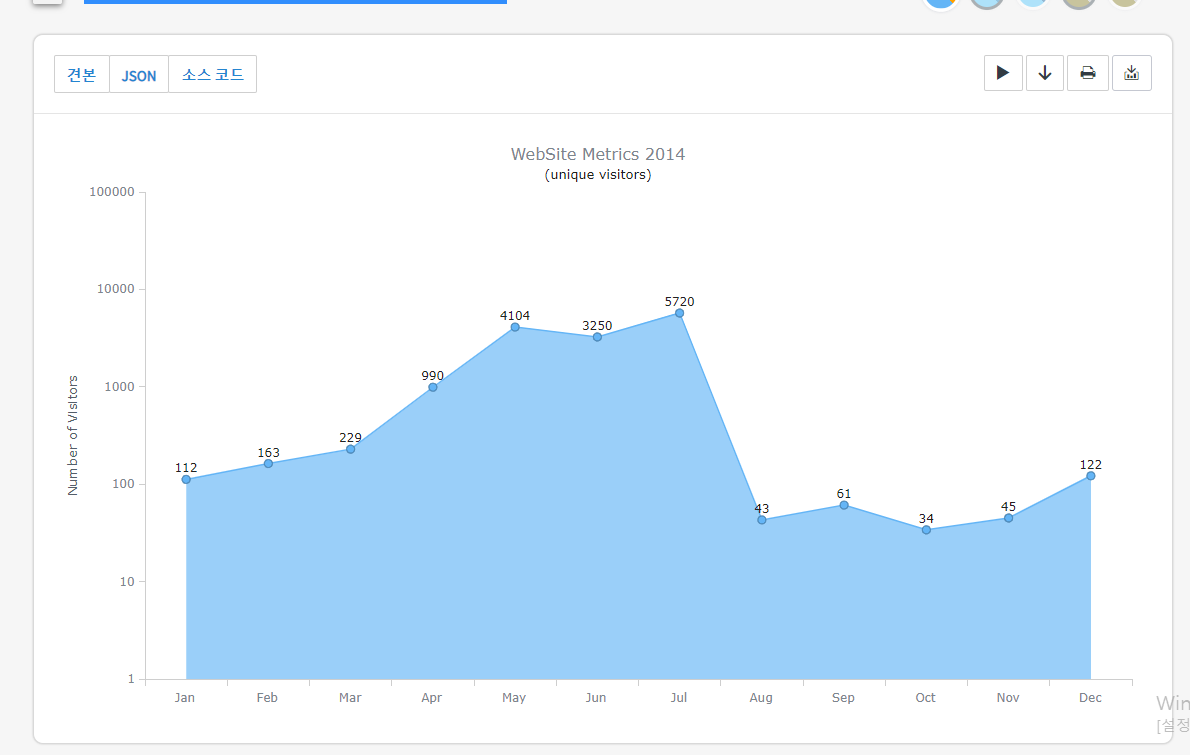 견본 JSON 소스 코드
WebSite Metrics 2014
(unique visitors)
100000
10000
1000
100
10
1
Number of Visitors
112
163
229
990
4104
3250
5720
43
61
34
45
122
Jan Feb Mar Apr May Jun Jul Aug Sep Oct Nov Dec
Win
[설정